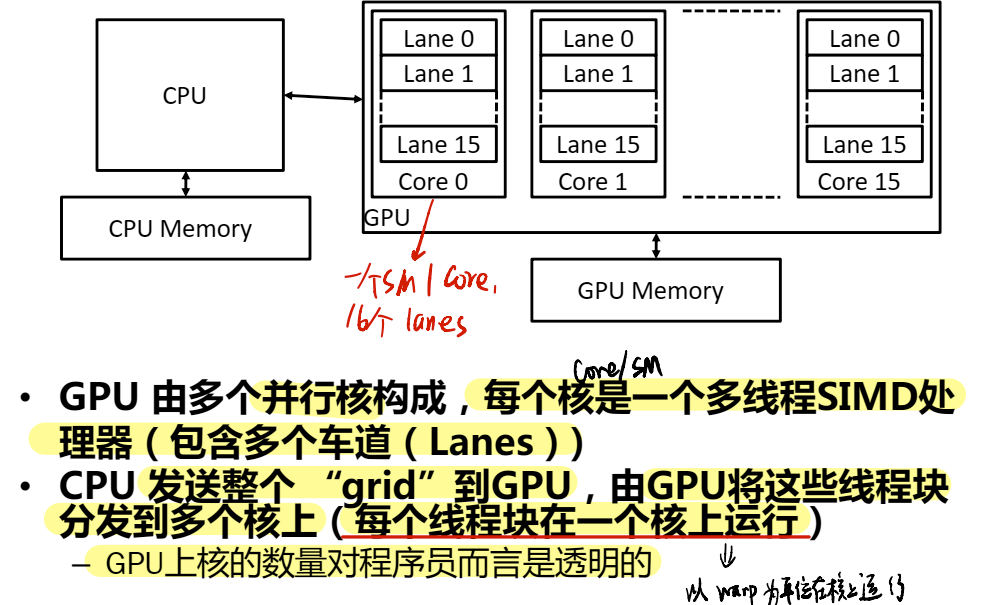 CPU
CPU Memory
Lane 0
Lane 1
Lane 15
Core 0
Lane 0
Lane 1
Lane 15
Core 1
Lane 0
Lane 1
Lane 15
Core 15
GPU
GPU Memory
一个SM | Core,
16个 lanes
Core/SM
• GPU 由多个并行核构成，每个核是一个多线程SIMD处
理器（包含多个车道（Lanes））
• CPU 发送整个 “grid”到GPU，由GPU将这些线程块
分发到多个核上（每个线程块在一个核上运行）
– GPU上核的数量对程序员而言是透明的
以 warp 为单位在核上运行